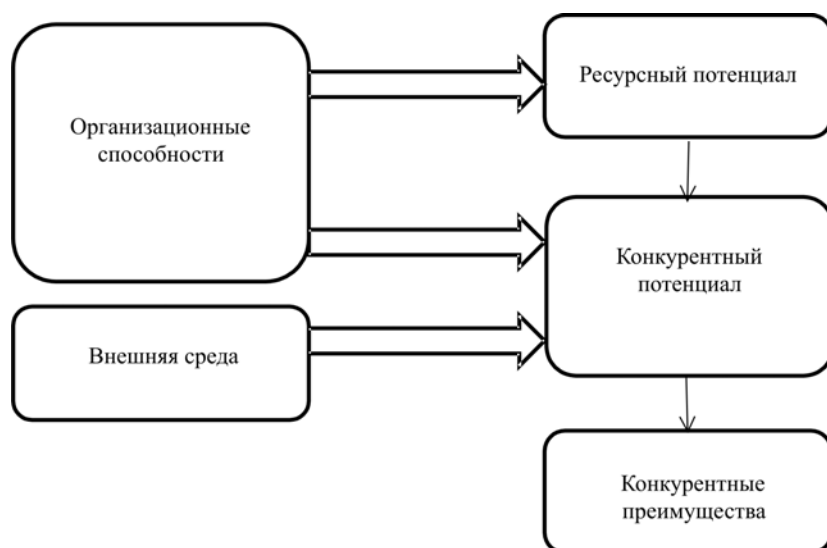 Организационные
способности
Ресурсный потенциал
Конкурентный
потенциал
Внешняя среда
Конкурентные
преимущества